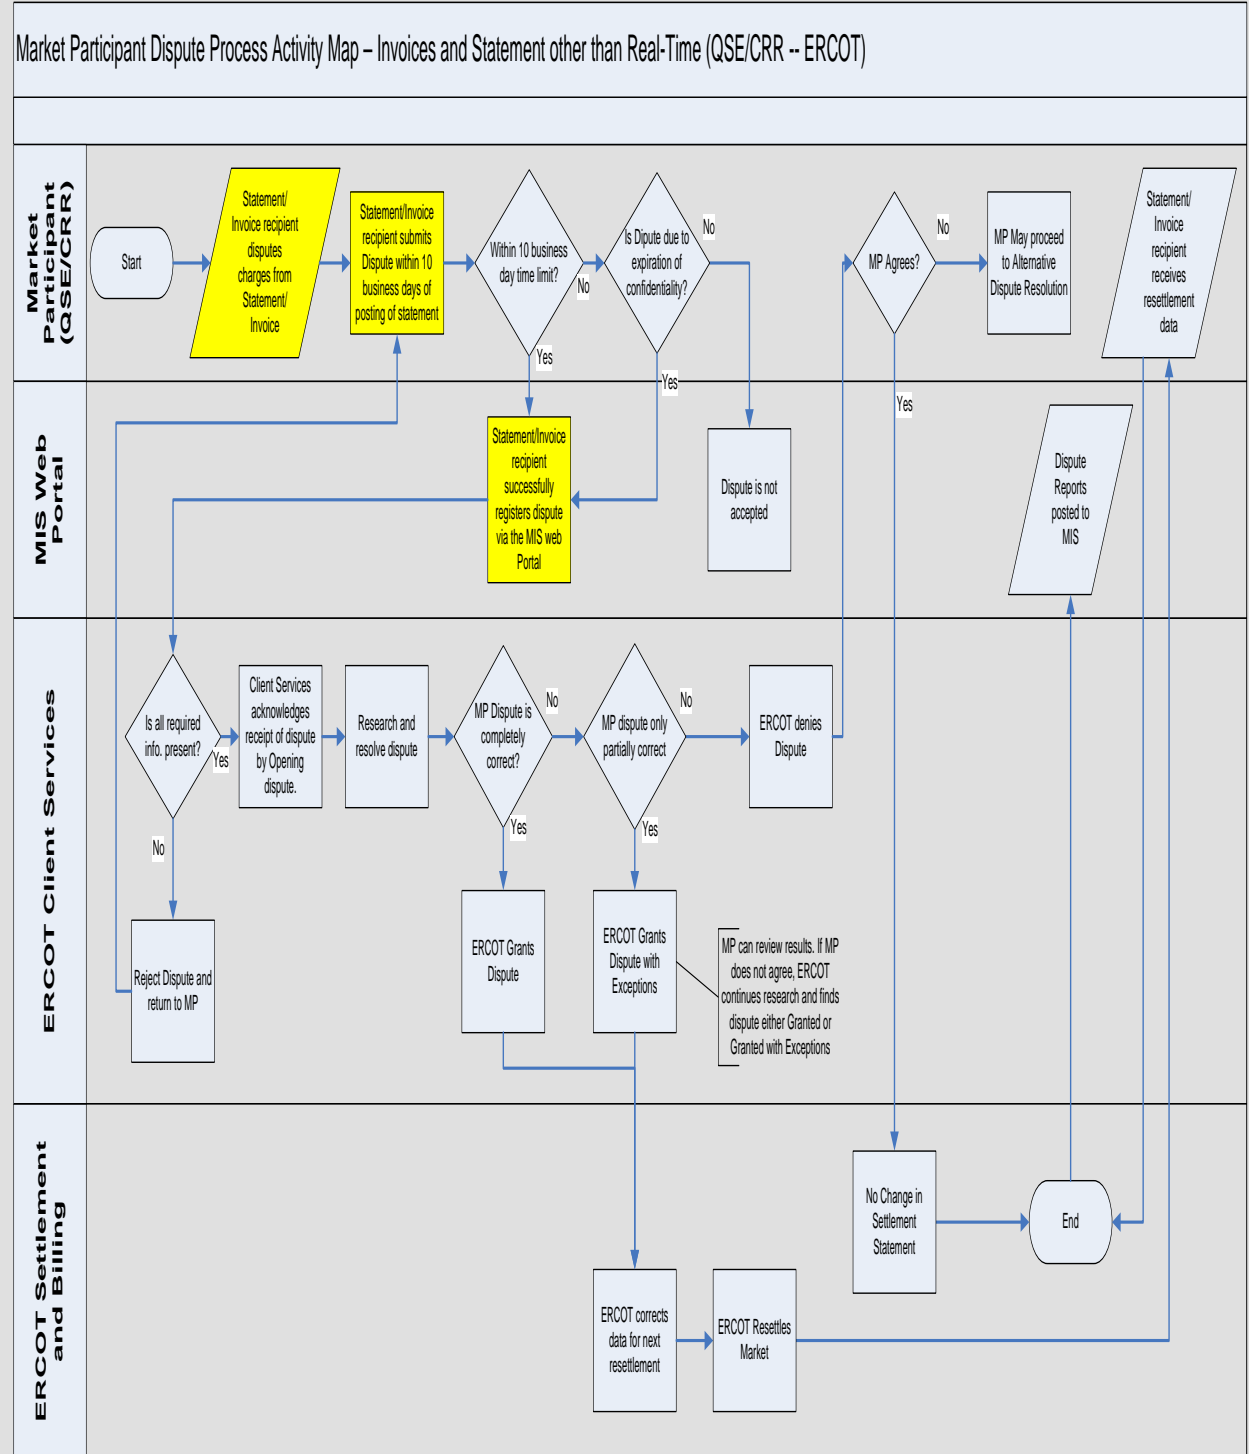 Market Participant Dispute Process Activity Map – Invoices and Statement other than Real-Time (QSE/CRR -- ERCOT)
Market
Participant
(QSE/CRR)
Start
Statement/
Invoice recipient
disputes
charges from
Statement/
Invoice
Statement/Invoice
recipient submits
Dispute within 10
business days of
posting of statement
Within 10 business
day time limit?
No
Yes
Is Dipute due to
expiration of
confidentiality?
No
Yes
MP Agrees?
No
Yes
MP May proceed
to Alternative
Dispute Resolution
Statement/
Invoice
recipient
receives
resettlement
data
MIS Web
Portal
Statement/Invoice
recipient
successfully
registers dispute
via the MIS web
Portal
Dispute is not
accepted
Dispute
Reports
posted to
MIS
ERCOT Client Services
Is all required
info. present?
Yes
No
Client Services
acknowledges
receipt of dispute
by Opening
dispute.
Research and
resolve dispute
MP Dispute is
completely
correct?
No
Yes
MP dispute only
partially correct
No
Yes
ERCOT denies
Dispute
Reject Dispute and
return to MP
ERCOT Grants
Dispute
ERCOT Grants
Dispute with
Exceptions
MP can review results. If MP
does not agree, ERCOT
continues research and finds
dispute either Granted or
Granted with Exceptions
ERCOT Settlement
and Billing
No Change in
Settlement
Statement
End
ERCOT corrects
data for next
resettlement
ERCOT Resettles
Market